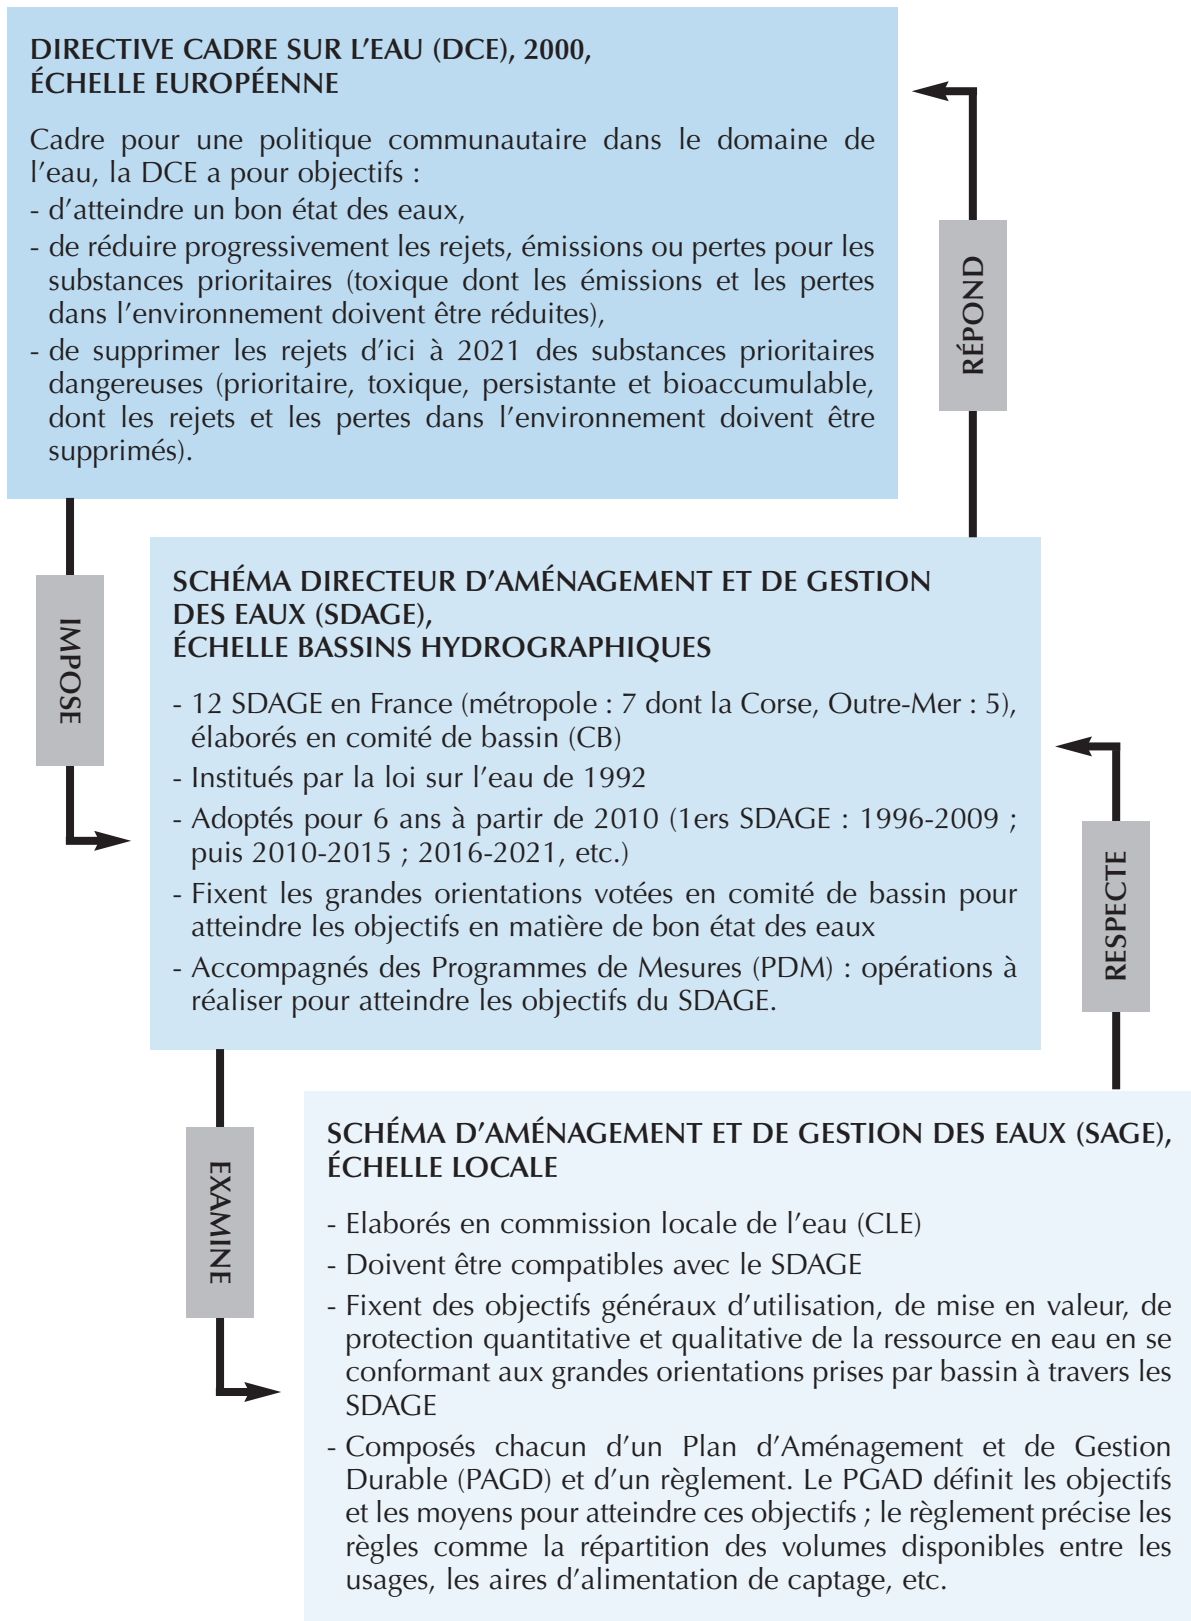 DIRECTIVE CADRE SUR L'EAU (DCE), 2000,
ÉCHELLE EUROPÉENNE
Cadre pour une politique communautaire dans le domaine de
l'eau, la DCE a pour objectifs :
- d'atteindre un bon état des eaux,
- de réduire progressivement les rejets, émissions ou pertes pour les
substances prioritaires (toxique dont les émissions et les pertes
dans l'environnement doivent être réduites),
- de supprimer les rejets d'ici à 2021 des substances prioritaires
dangereuses (prioritaire, toxique, persistante et bioaccumulable,
dont les rejets et les pertes dans l'environnement doivent être
supprimés).
RÉPOND
IMPOSE
SCHÉMA DIRECTEUR D'AMÉNAGEMENT ET DE GESTION
DES EAUX (SDAGE),
ÉCHELLE BASSINS HYDROGRAPHIQUES
- 12 SDAGE en France (métropole : 7 dont la Corse, Outre-Mer : 5),
élaborés en comité de bassin (CB)
- Institués par la loi sur l'eau de 1992
- Adoptés pour 6 ans à partir de 2010 (1ers SDAGE : 1996-2009 ;
puis 2010-2015 ; 2016-2021, etc.)
- Fixent les grandes orientations votées en comité de bassin pour
atteindre les objectifs en matière de bon état des eaux
- Accompagnés des Programmes de Mesures (PDM) : opérations à
réaliser pour atteindre les objectifs du SDAGE.
RESPECTE
EXAMINE
SCHÉMA D'AMÉNAGEMENT ET DE GESTION DES EAUX (SAGE),
ÉCHELLE LOCALE
- Elaborés en commission locale de l'eau (CLE)
- Doivent être compatibles avec le SDAGE
- Fixent des objectifs généraux d'utilisation, de mise en valeur, de
protection quantitative et qualitative de la ressource en eau en se
conformant aux grandes orientations prises par bassin à travers les
SDAGE
- Composés chacun d'un Plan d'Aménagement et de Gestion
Durable (PAGD) et d'un règlement. Le PGAD définit les objectifs
et les moyens pour atteindre ces objectifs ; le règlement précise les
règles comme la répartition des volumes disponibles entre les
usages, les aires d'alimentation de captage, etc.